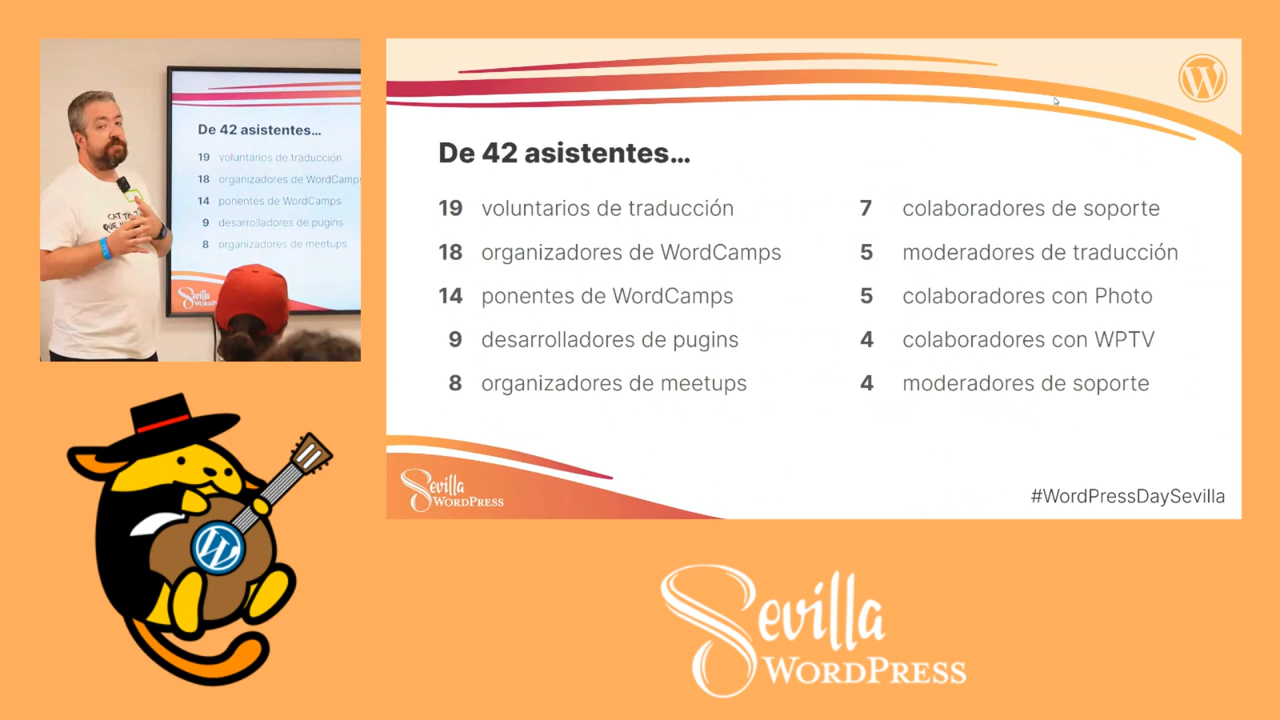 De 42 asistentes...
19 voluntarios de traducción
18 organizadores de WordCamps
14 ponentes de WordCamps
9 desarrolladores de pugins
8 organizadores de meetups
CAT TO
De 42 asistentes...
19 voluntarios de traducción
18 organizadores de WordCamps
14 ponentes de WordCamps
9 desarrolladores de pugins
8 organizadores de meetups
7 colaboradores de soporte
5 moderadores de traducción
5 colaboradores con Photo
4 colaboradores con WPTV
4 moderadores de soporte
Sevilla
WORDPRESS
#WordPressDaySevilla
Sevilla
WORDPRESS